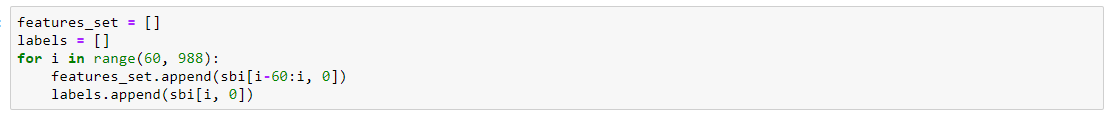 features_set = []
labels = []
for i in range(60, 988):
    features_set.append(sbi[i-60:i, 0])
    labels.append(sbi[i, 0])